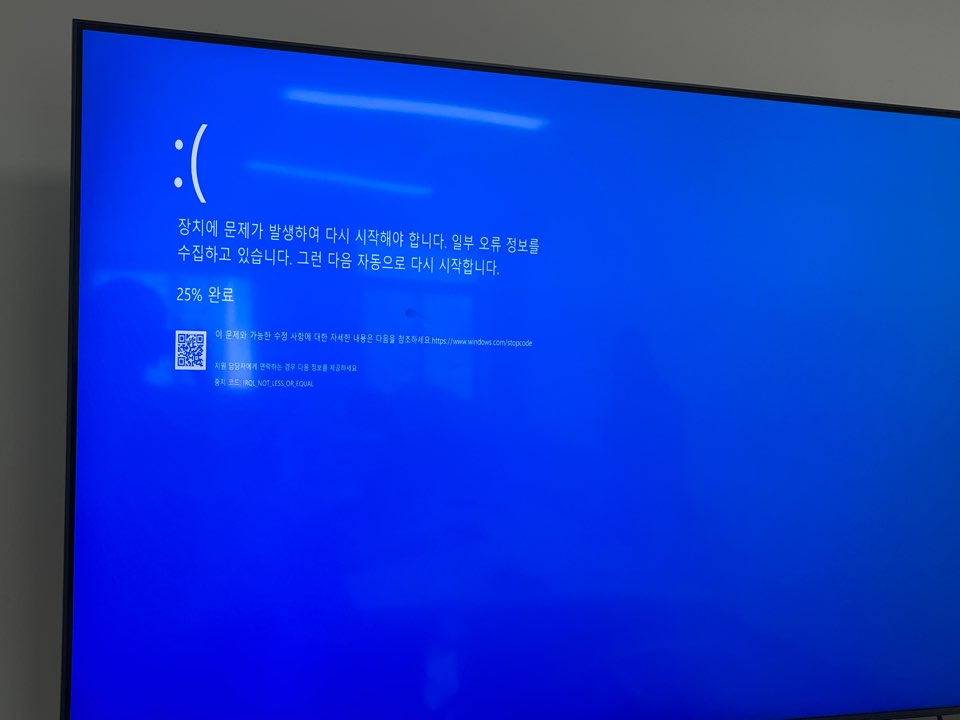 :(
장치에 문제가 발생하여 다시 시작해야 합니다. 일부 오류 정보를
수집하고 있습니다. 그런 다음 자동으로 다시 시작합니다.
25% 완료
이 문제와 가능한 수정 사항에 대한 자세한 내용은 다음을 참조하세요.https://www.windows.com/stopcode
지원 담당자에게 연락하는 경우 다음 정보를 제공하세요.
중지 코드: IRQL_NOT_LESS_OR_EQUAL